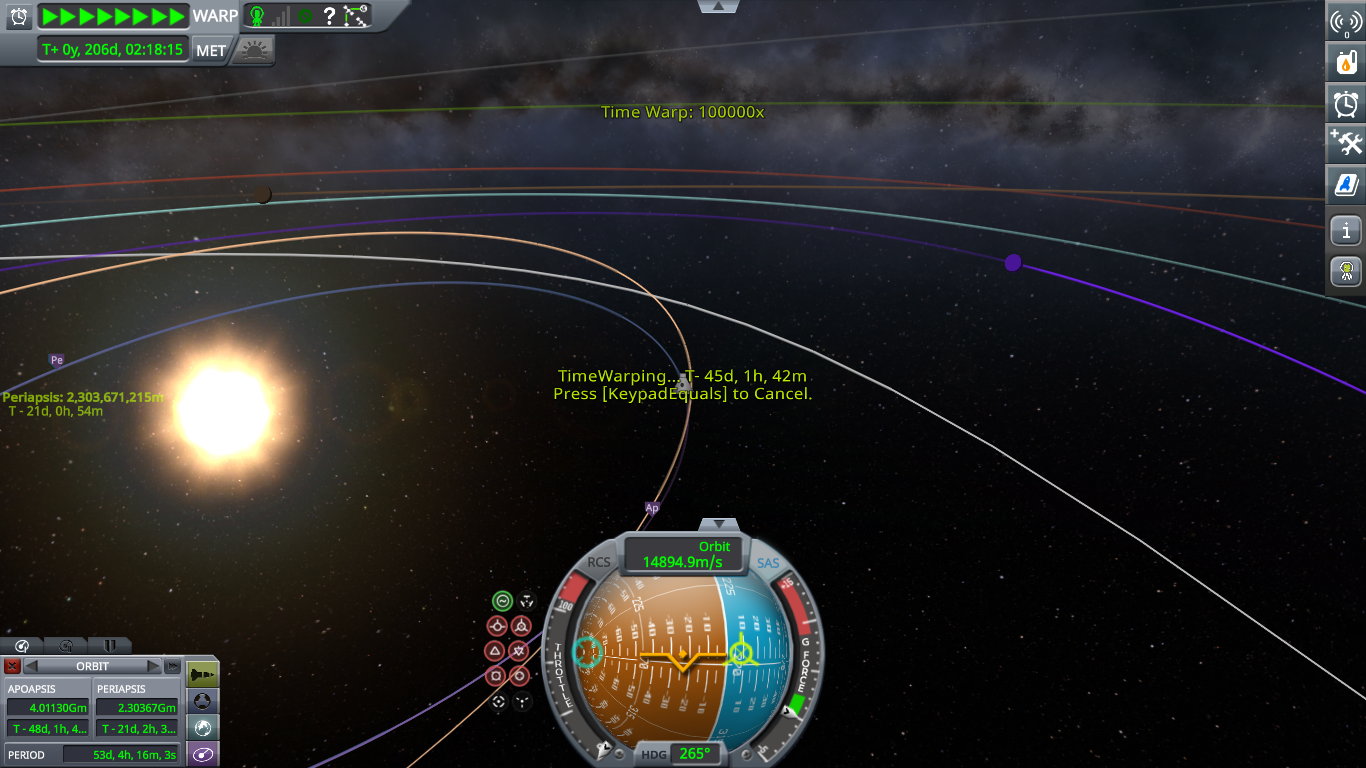 WARP
?
T+ 0y, 206d, 02:18:15
MET
0
Time Warp: 100000x
i
Pe
Periapsis: 2,303,671,215m
T - 21d, 0h, 54m
TimeWarping... T- 45d, 1h, 42m
Press [KeypadEquals] to Cancel.
Ap
Orbit
14894.9m/s
RCS
SAS
100
THROTTLE
G FORCE
HDG 265°
ORBIT
APOAPSIS
PERIAPSIS
4.01130Gm
2.30367Gm
T - 48d, 1h, 4...
T - 21d, 2h, 3...
PERIOD
53d, 4h, 16m, 3s